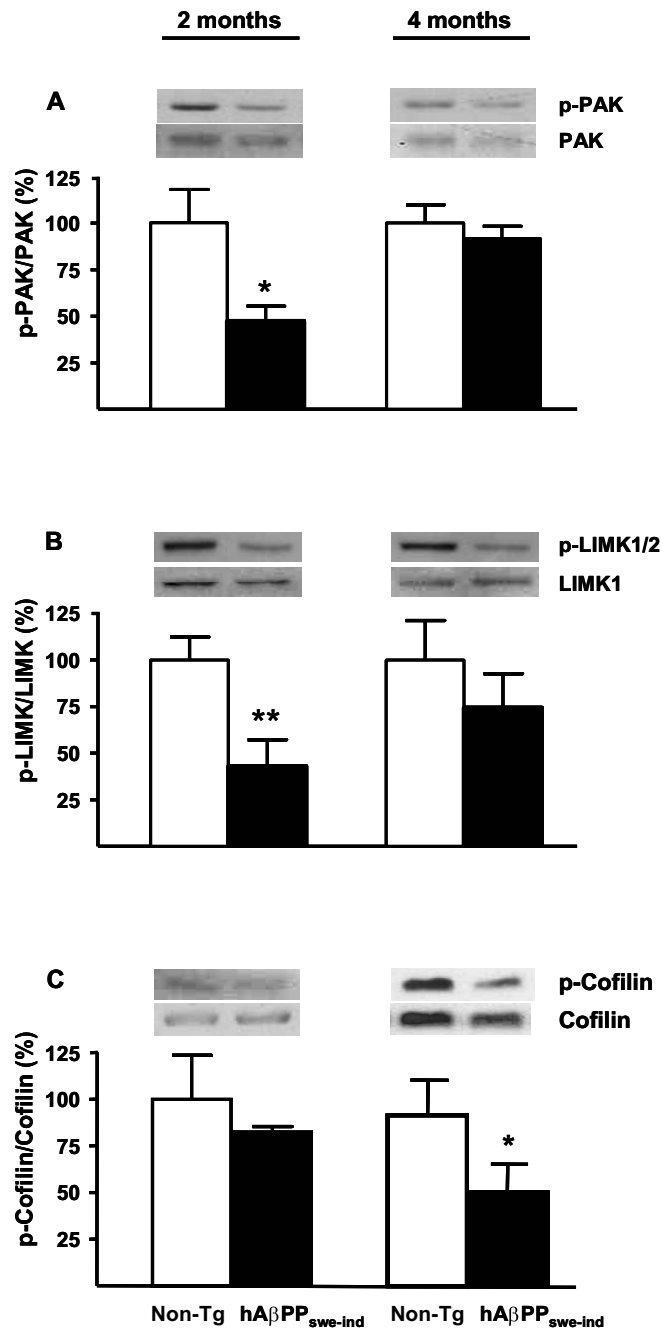 2 months 4 months
A
p-PAK
PAK
p-PAK/PAK (%)
125
100
75
50
25
*
B
p-LIMK1/2
LIMK1
p-LIMK/LIMK (%)
125
100
75
50
25
**
C
p-Cofilin
Cofilin
p-Cofilin/Cofilin (%)
125
100
75
50
25
*
Non-Tg hAβPPswe-ind Non-Tg hAβPPswe-ind